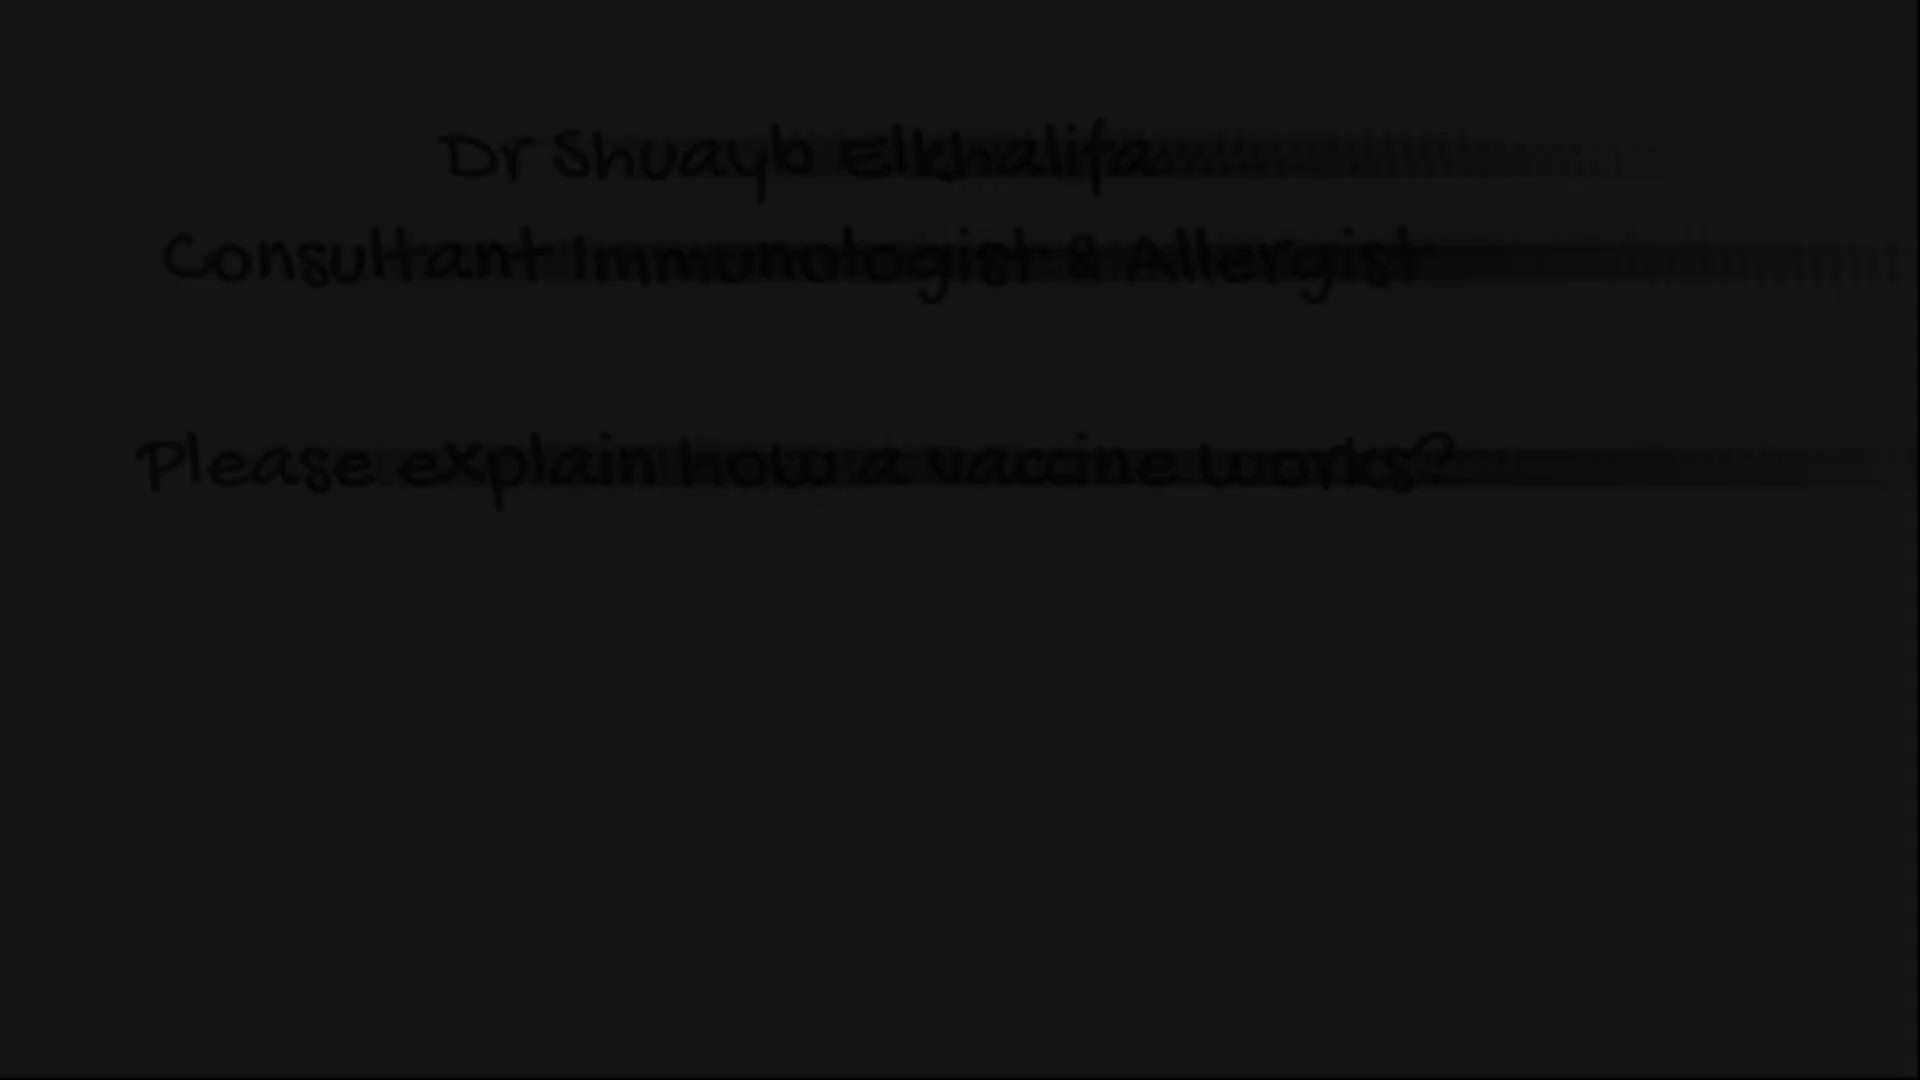 Dr Shuayb Elkhalifa
Consultant Immunologist & Allergist
Please explain how a vaccine works?